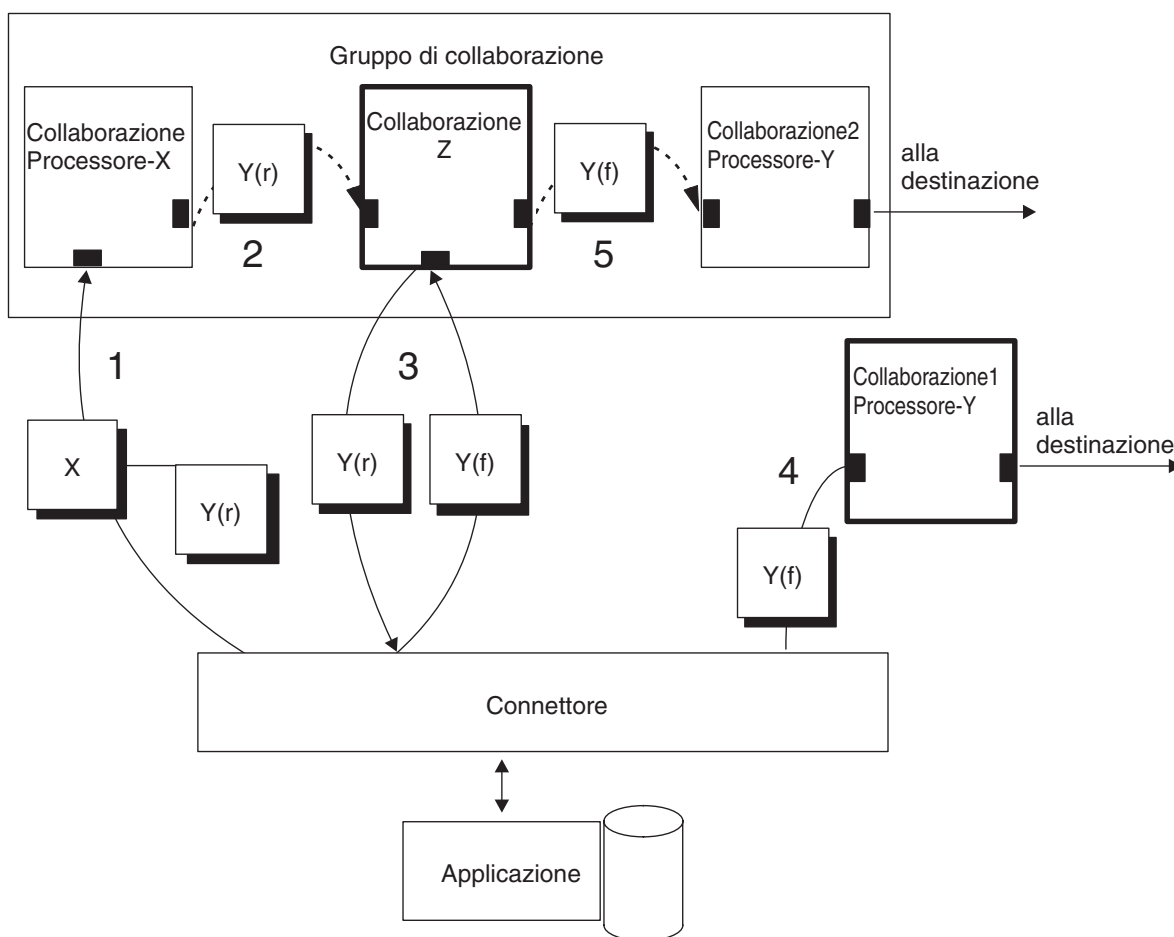 Gruppo di collaborazione
Collaborazione
Processore-X
Y(r)
Collaborazione
Z
Y(f)
Collaborazione2
Processore-Y
alla
destinazione
2
5
1
3
X
Y(r)
Y(r)
Y(f)
4
Y(f)
Collaborazione1
Processore-Y
alla
destinazione
Connettore
Applicazione